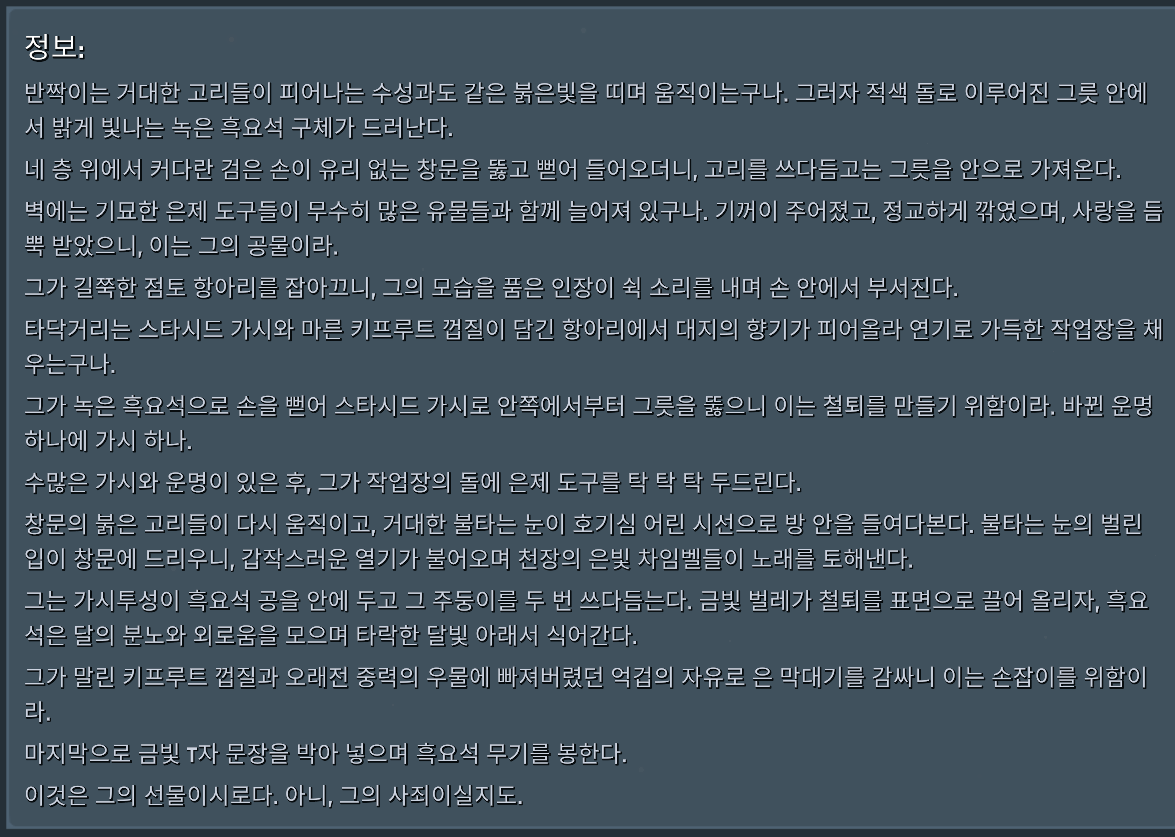 정보:
반짝이는 거대한 고리들이 피어나는 수성과도 같은 붉은빛을 띠며 움직이는구나. 그러자 적색 돌로 이루어진 그릇 안에
서 밝게 빛나는 녹은 흑요석 구체가 드러난다.
네 층 위에서 커다란 검은 손이 유리 없는 창문을 뚫고 뻗어 들어오더니, 고리를 쓰다듬고는 그릇을 안으로 가져온다.
벽에는 기묘한 은제 도구들이 무수히 많은 유물들과 함께 늘어져 있구나. 기꺼이 주어졌고, 정교하게 깎였으며, 사랑을 듬
뿍 받았으니, 이는 그의 공물이라.
그가 길쭉한 점토 항아리를 잡아끄니, 그의 모습을 품은 인장이 쉭 소리를 내며 손 안에서 부서진다.
타닥거리는 스타시드 가시와 마른 키프루트 껍질이 담긴 항아리에서 대지의 향기가 피어올라 연기로 가득한 작업장을 채
우는구나.
그가 녹은 흑요석으로 손을 뻗어 스타시드 가시로 안쪽에서부터 그릇을 뚫으니 이는 철퇴를 만들기 위함이라. 바뀐 운명
하나에 가시 하나.
수많은 가시와 운명이 있은 후, 그가 작업장의 돌에 은제 도구를 탁 탁 탁 두드린다.
창문의 붉은 고리들이 다시 움직이고, 거대한 불타는 눈이 호기심 어린 시선으로 방 안을 들여다본다. 불타는 눈의 벌린
입이 창문에 드리우니, 갑작스러운 열기가 불어오며 천장의 은빛 차임벨들이 노래를 토해낸다.
그는 가시투성이 흑요석 공을 안에 두고 그 주둥이를 두 번 쓰다듬는다. 금빛 벌레가 철퇴를 표면으로 끌어 올리자, 흑요
석은 달의 분노와 외로움을 모으며 타락한 달빛 아래서 식어간다.
그가 말린 키프루트 껍질과 오래전 중력의 우물에 빠져버렸던 억겁의 자유로 은 막대기를 감싸니 이는 손잡이를 위함이
라.
마지막으로 금빛 T자 문장을 박아 넣으며 흑요석 무기를 봉한다.
이것은 그의 선물이시로다. 아니, 그의 사죄이실지도.